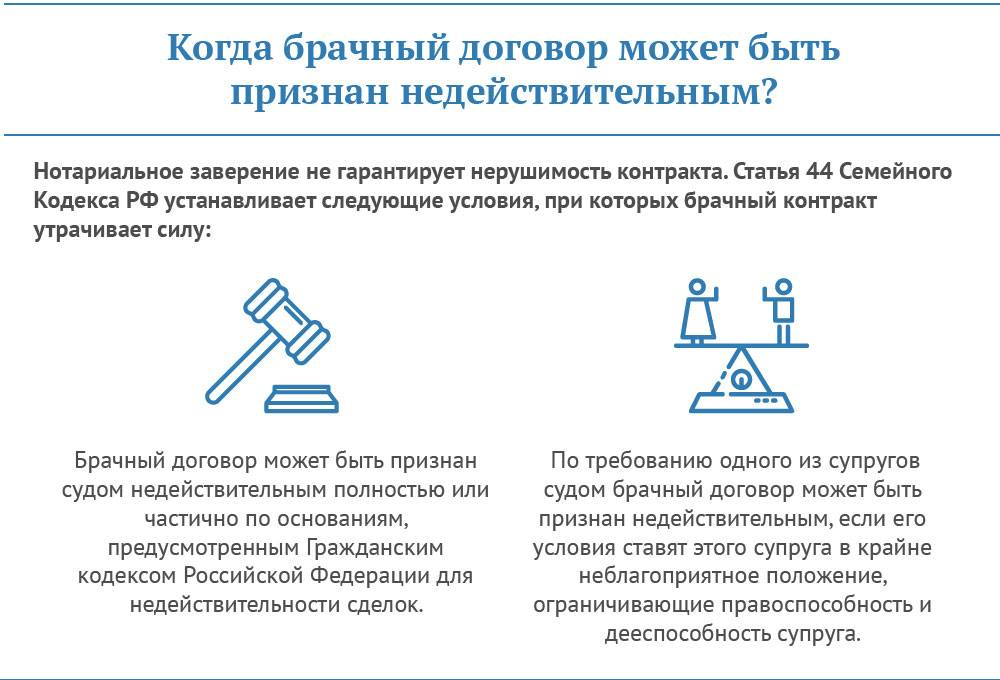 Когда брачный договор может быть
признан недействительным?
Нотариальное заверение не гарантирует нерушимость контракта. Статья 44 Семейного
Кодекса РФ устанавливает следующие условия, при которых брачный контракт
утрачивает силу:
Брачный договор может быть признан
судом недействительным полностью или
частично по основаниям,
предусмотренным Гражданским
кодексом Российской Федерации для
недействительности сделок.
По требованию одного из супругов
судом брачный договор может быть
признан недействительным, если его
условия ставят этого супруга в крайне
неблагоприятное положение,
ограничивающие правоспособность и
дееспособность супруга.